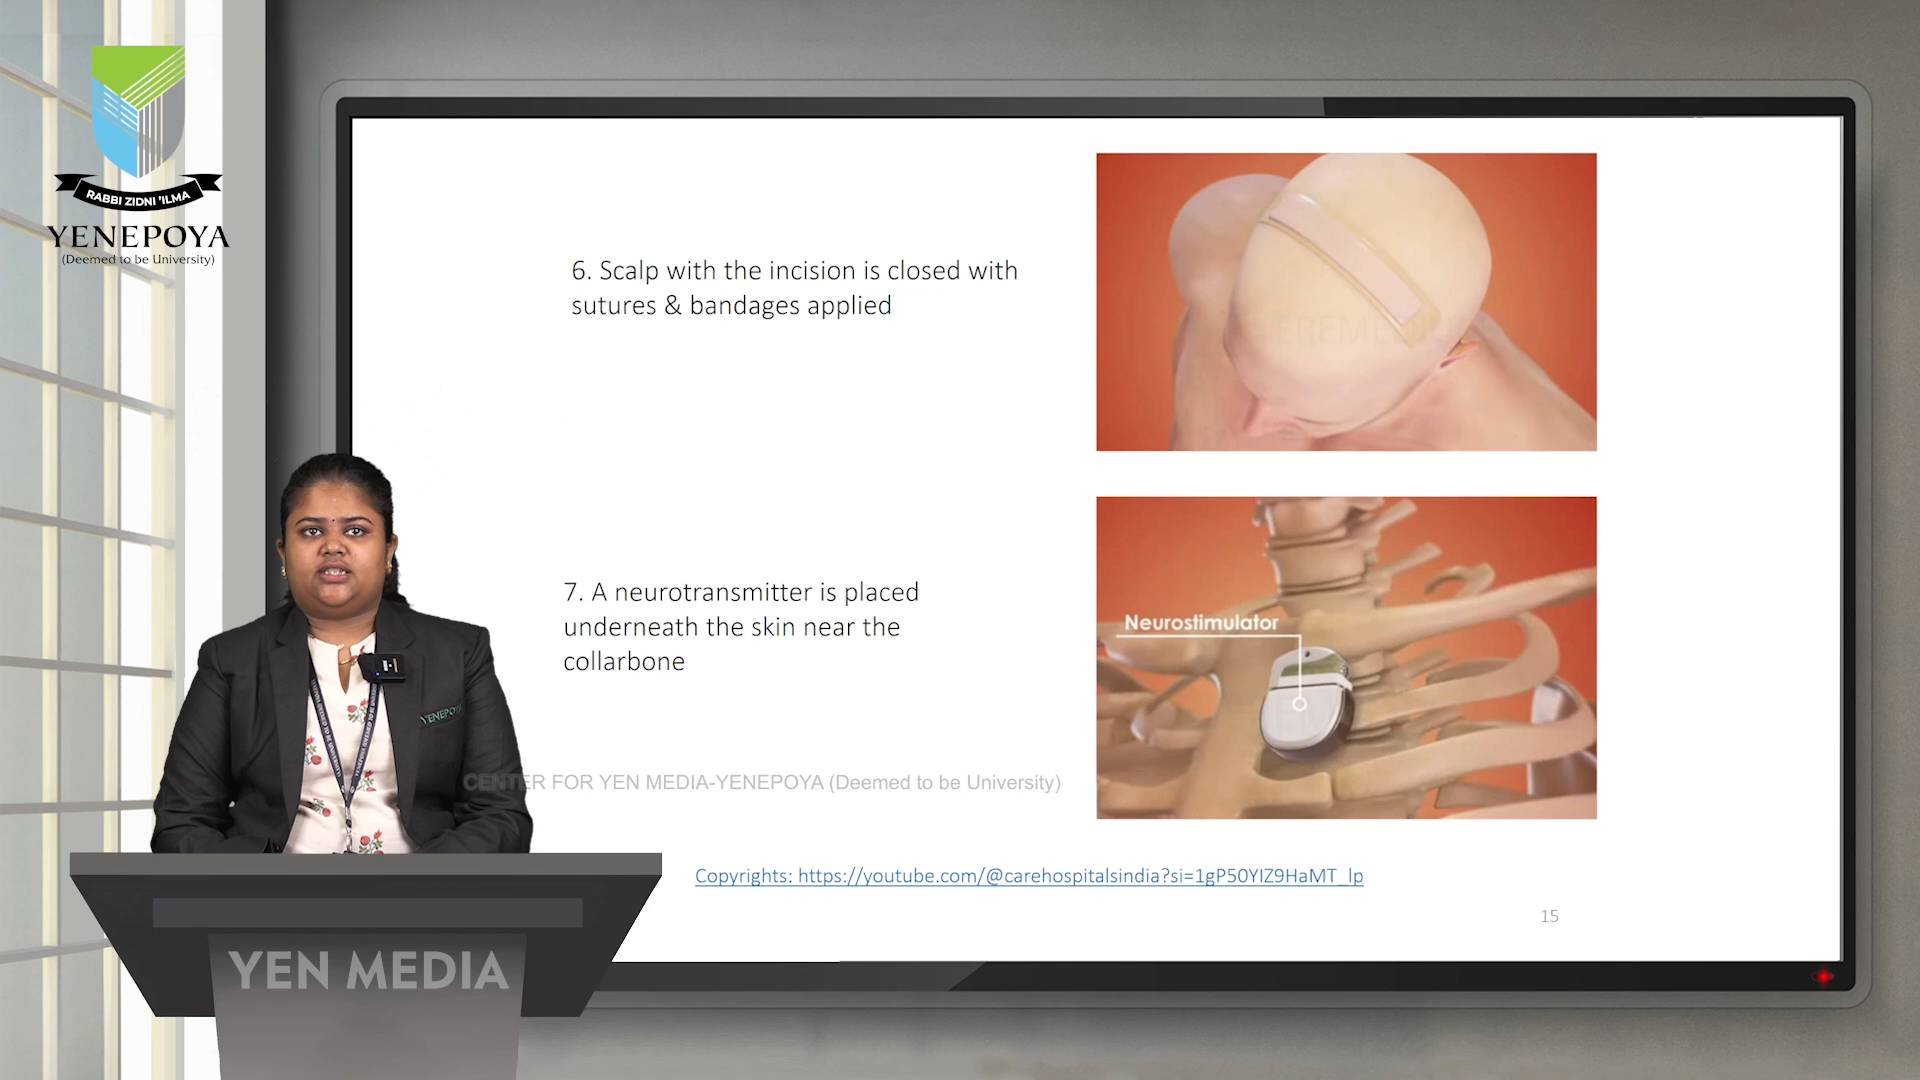 RABBI ZIDNI 'ILMA
YENEPOYA
(Deemed to be University)
6. Scalp with the incision is closed with
sutures & bandages applied
7. A neurotransmitter is placed
underneath the skin near the
collarbone
Neurostimulator
YENEPOYA
CENTER FOR YEN MEDIA-YENEPOYA (Deemed to be University)
Copyrights: https://youtube.com/@carehospitalsindia?si=1gP50YIZ9HaMT_lp
15
YEN MEDIA